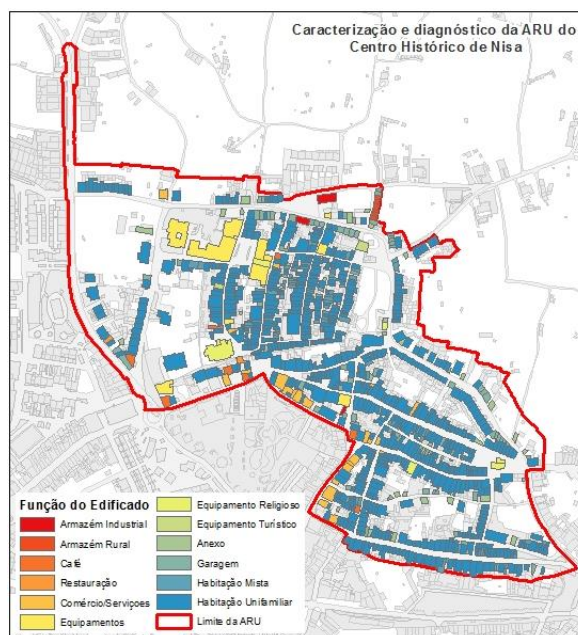 Caracterização e diagnóstico da ARU do
Centro Histórico de Nisa
Função do Edificado
Armazém Industrial
Armazém Rural
Café
Restauração
Comércio/Serviçoes
Equipamentos
Equipamento Religioso
Equipamento Turístico
Anexo
Garagem
Habitação Mista
Habitação Unifamiliar
Limite da ARU